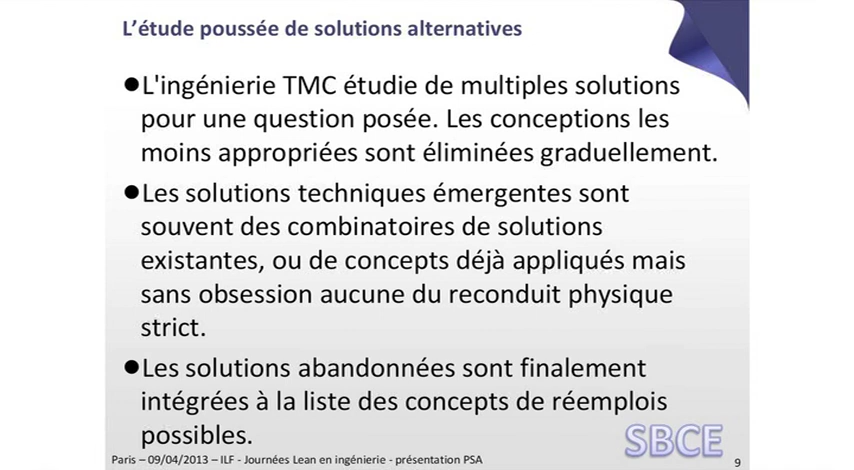 L’étude poussée de solutions alternatives
●L'ingénierie TMC étudie de multiples solutions
pour une question posée. Les conceptions les
moins appropriées sont éliminées graduellement.
●Les solutions techniques émergentes sont
souvent des combinatoires de solutions
existantes, ou de concepts déjà appliqués mais
sans obsession aucune du reconduit physique
strict.
●Les solutions abandonnées sont finalement
intégrées à la liste des concepts de réemplois
possibles.
SBCE
Paris – 09/04/2013 – ILF - Journées Lean en ingénierie - présentation PSA
9